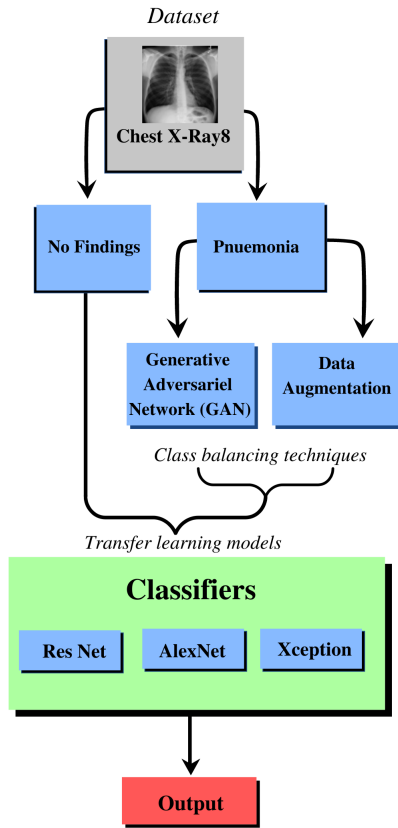 Dataset
Chest X-Ray8
No Findings
Pnuemonia
Generative
Adversariel
Network (GAN)
Data
Augmentation
Class balancing techniques
Transfer learning models
Classifiers
Res Net
AlexNet
Xception
Output